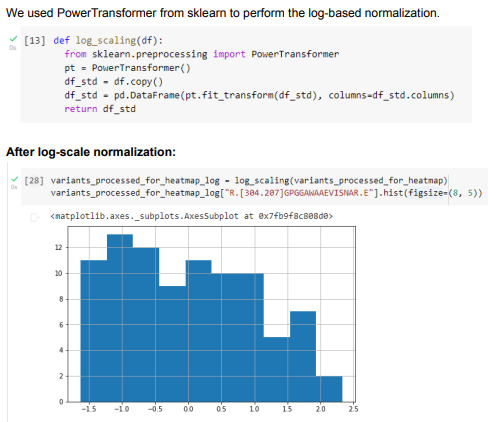 We used PowerTransformer from sklearn to perform the log-based normalization.
[13] def log_scaling(df):
0s
from sklearn.preprocessing import PowerTransformer
pt = PowerTransformer()
df_std = df.copy()
df_std = pd.DataFrame(pt.fit_transform(df_std), columns=df_std.columns)
return df_std
After log-scale normalization:
[28] variants_processed_for_heatmap_log = log_scaling(variants_processed_for_heatmap)
0s
variants_processed_for_heatmap_log["R.[304.207]GPGGAWAAEVISNAR.E"].hist(figsize=(8, 5))
<matplotlib.axes._subplots.AxesSubplot at 0x7fb9f8c808d0>
12
10
8
6
4
2
0
−1.5 −1.0 −0.5 0.0 0.5 1.0 1.5 2.0 2.5